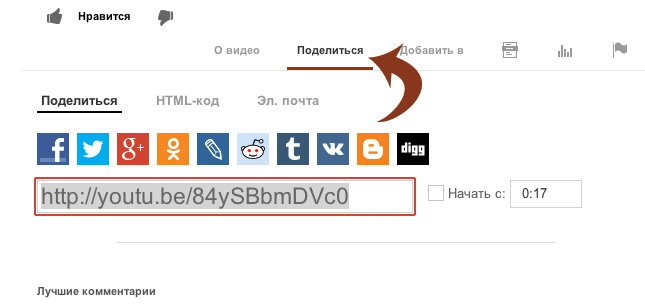 Нравится
О видео Поделиться Добавить в
Поделиться HTML-код Эл. почта
f g+ t B digg
http://youtu.be/84ySBbmDVc0 Начать с: 0:17
Лучшие комментарии